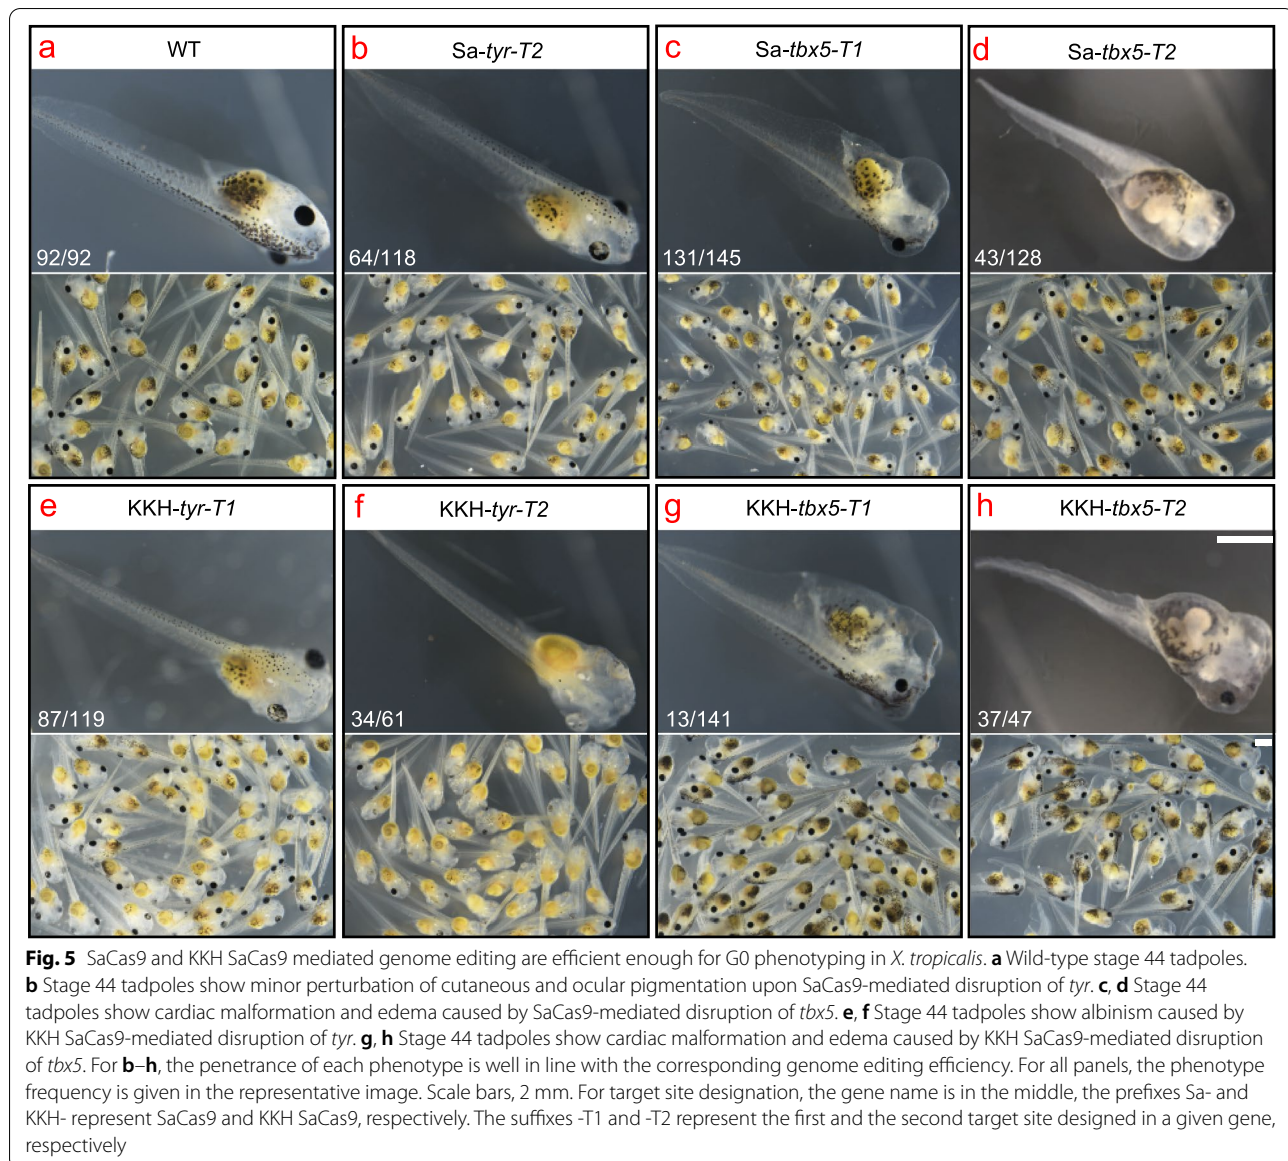 a WT
b Sa-tyr-T2
c Sa-tbx5-T1
d Sa-tbx5-T2
92/92
64/118
131/145
43/128
e KKH-tyr-T1
f KKH-tyr-T2
g KKH-tbx5-T1
h KKH-tbx5-T2
87/119
34/61
13/141
37/47
Fig. 5 SaCas9 and KKH SaCas9 mediated genome editing are efficient enough for G0 phenotyping in X. tropicalis. a Wild-type stage 44 tadpoles.
b Stage 44 tadpoles show minor perturbation of cutaneous and ocular pigmentation upon SaCas9-mediated disruption of tyr. c, d Stage 44
tadpoles show cardiac malformation and edema caused by SaCas9-mediated disruption of tbx5. e, f Stage 44 tadpoles show albinism caused by
KKH SaCas9-mediated disruption of tyr. g, h Stage 44 tadpoles show cardiac malformation and edema caused by KKH SaCas9-mediated disruption
of tbx5. For b–h, the penetrance of each phenotype is well in line with the corresponding genome editing efficiency. For all panels, the phenotype
frequency is given in the representative image. Scale bars, 2 mm. For target site designation, the gene name is in the middle, the prefixes Sa- and
KKH- represent SaCas9 and KKH SaCas9, respectively. The suffixes -T1 and -T2 represent the first and the second target site designed in a given gene,
respectively